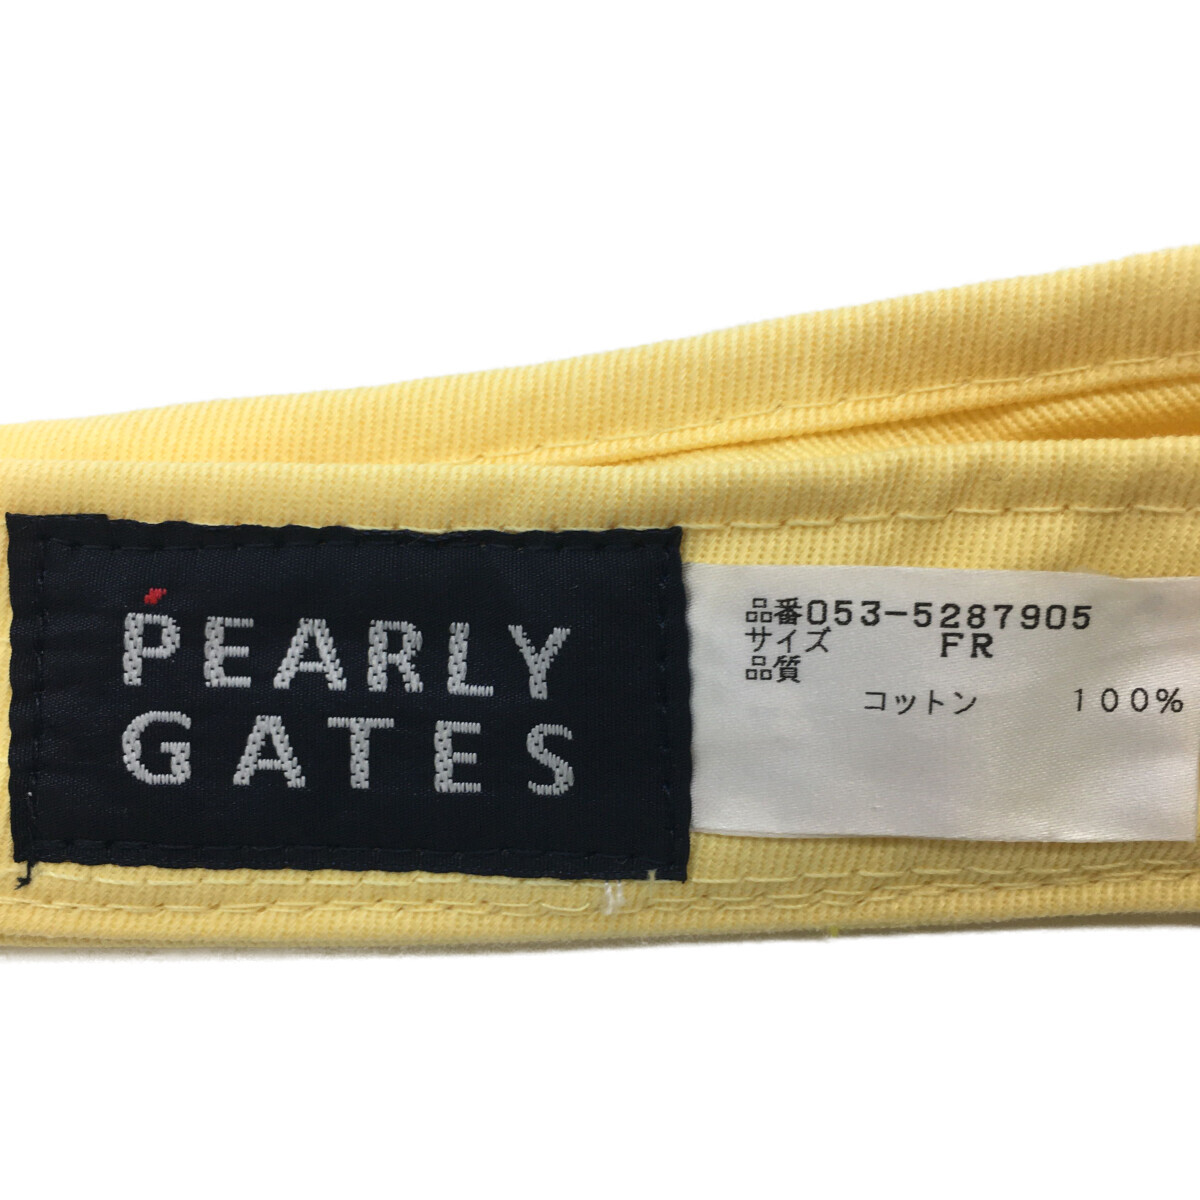 PEARLY
GATES
品番053-5287905
サイズ FR
品質
コットン 100%